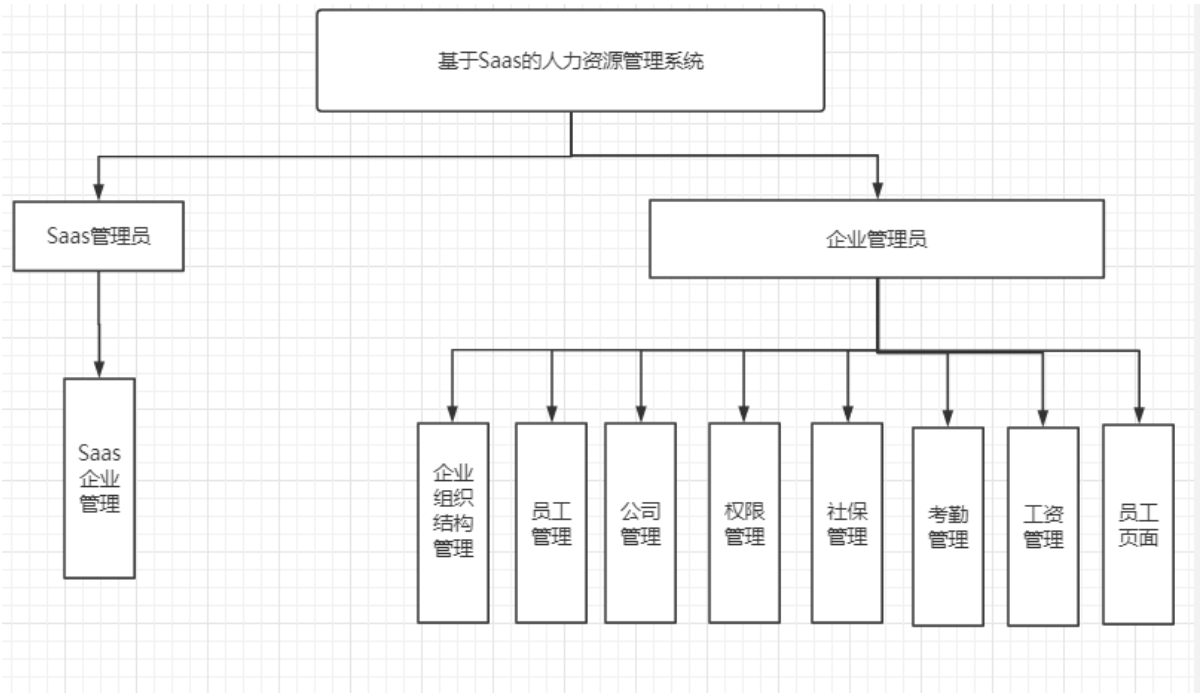 基于Saas的人力资源管理系统
Saas管理员
企业管理员
Saas
企业
管理
企业
组织
结构
管理
员工
管理
公司
管理
权限
管理
社保
管理
考勤
管理
工资
管理
员工
页面